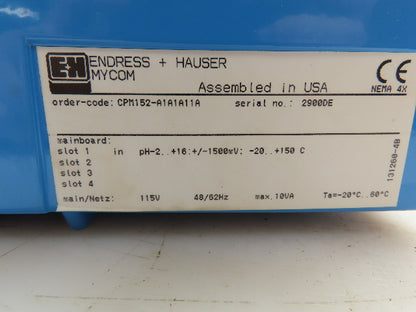 E+H ENDRESS + HAUSER
MYCOM
Assembled in USA
CE
NEMA 4X
order-code: CPM152-A1A1A11A serial no.: 2900DE
mainboard:
slot 1 in pH-2..+16;+/-1500mV; -20..+150 C
slot 2
slot 3
slot 4
main/Netz: 115V 48/62Hz max.10VA Ta=-20°C..60°C
131260-4B